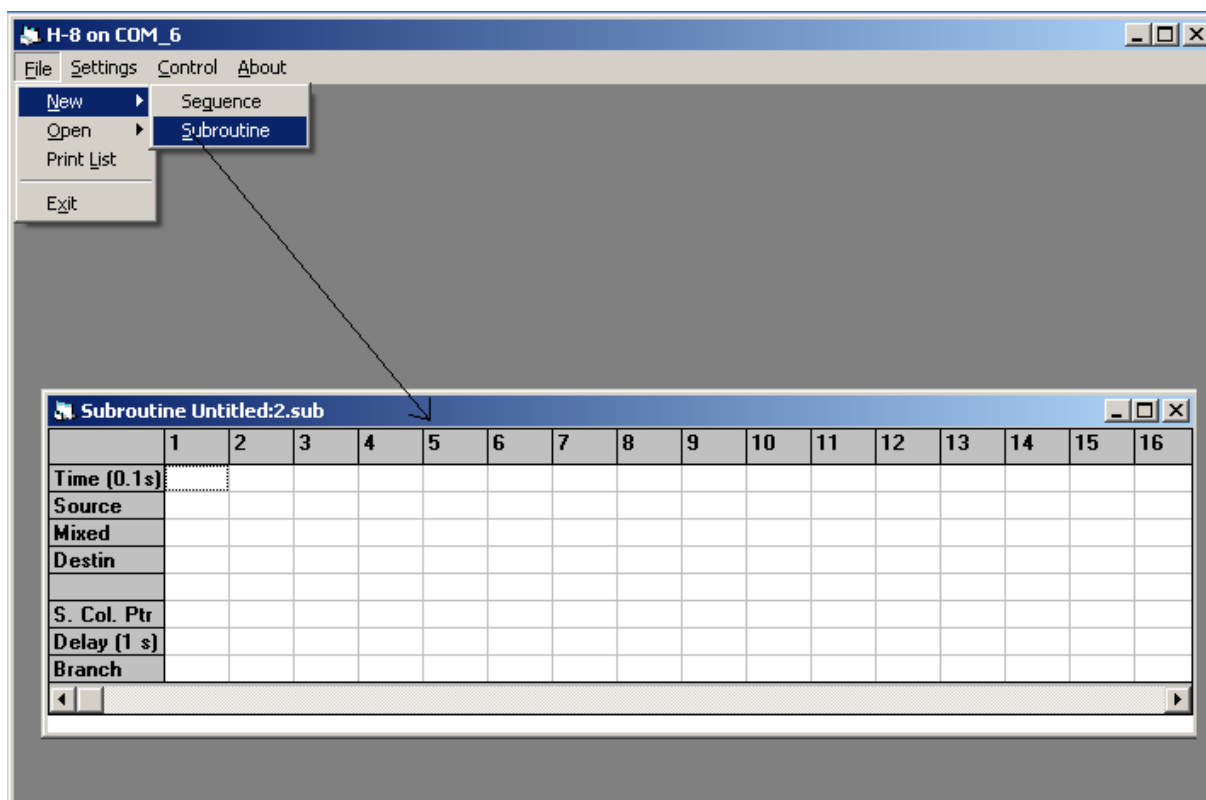 H-8 on COM_6
File Settings Control About
New Sequence
Open Subroutine
Print List
Exit
Subroutine Untitled:2.sub
1 2 3 4 5 6 7 8 9 10 11 12 13 14 15 16
Time (0.1s)
Source
Mixed
Destin
S. Col. Ptr
Delay (1 s)
Branch